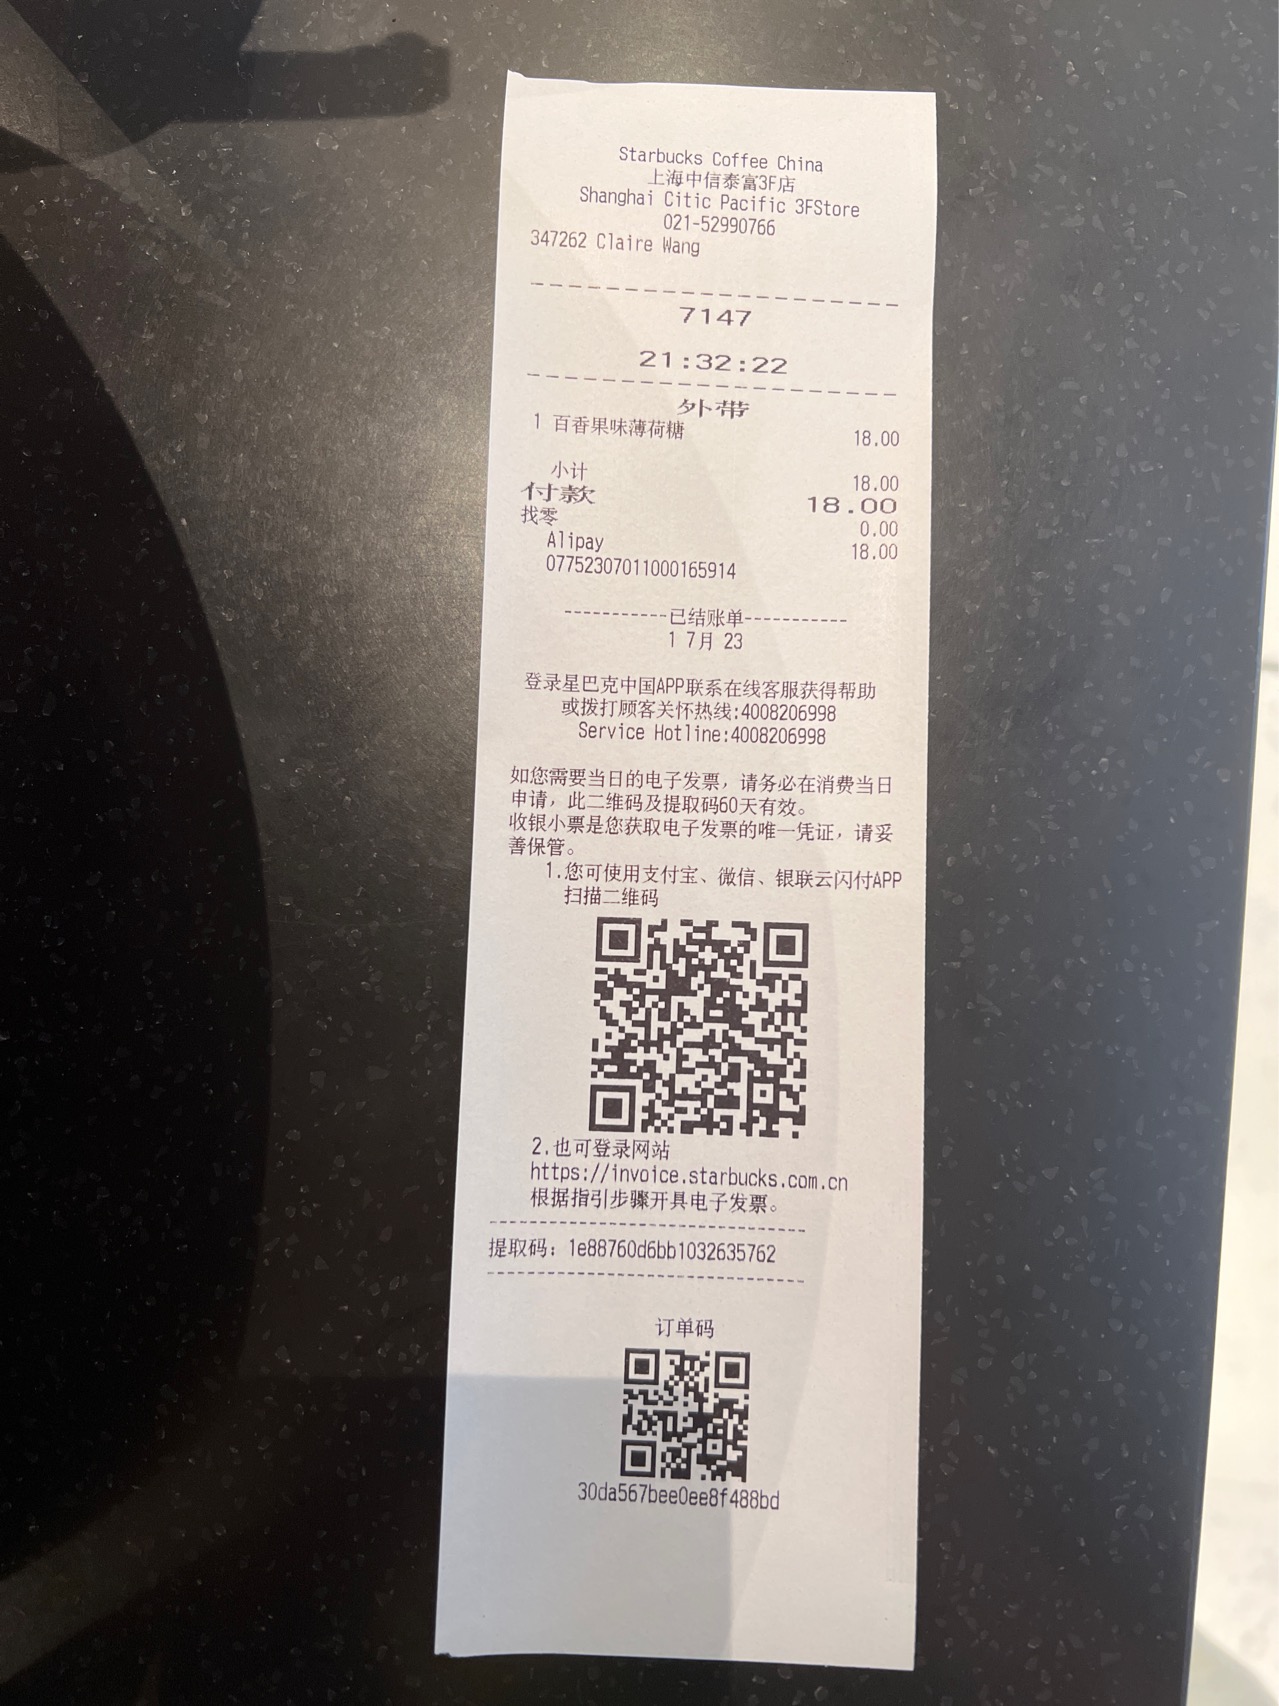 Starbucks Coffee China
上海中信泰富3F店
Shanghai Citic Pacific 3FStore
021-52990766
347262 Claire Wang
7147
21:32:22
外带
1 百香果味薄荷糖 18.00
小计 18.00
付款 18.00
找零 0.00
Alipay 18.00
07752307011000165914
-----------已结账单-----------
1 7月 23
登录星巴克中国APP联系在线客服获得帮助
或拨打顾客关怀热线:4008206998
Service Hotline:4008206998
如您需要当日的电子发票，请务必在消费当日
申请，此二维码及提取码60天有效。
收银小票是您获取电子发票的唯一凭证，请妥
善保管。
1.您可使用支付宝、微信、银联云闪付APP
扫描二维码
2.也可登录网站
https://invoice.starbucks.com.cn
根据指引步骤开具电子发票。
提取码：1e88760d6bb1032635762
订单码
30da567bee0ee8f488bd